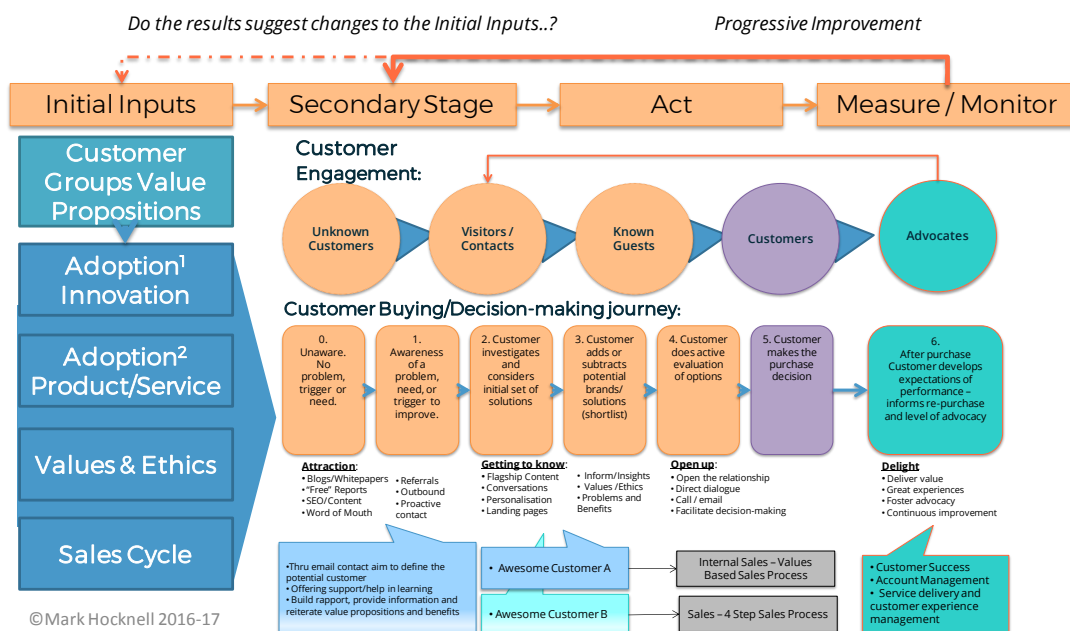 Do the results suggest changes to the Initial Inputs..?
Progressive Improvement
Initial Inputs
Secondary Stage
Act
Measure / Monitor
Customer
Groups Value
Propositions
Adoption¹
Innovation
Adoption²
Product/Service
Values & Ethics
Sales Cycle
©Mark Hocknell 2016-17
Customer
Engagement:
Unknown
Customers
Visitors /
Contacts
Known
Guests
Customers
Advocates
Customer Buying/Decision-making journey:
0.
Unaware.
No
problem,
trigger or
need.
1.
Awareness
of a
problem,
need, or
trigger to
improve.
2. Customer
investigates
and
considers
initial set of
solutions
3. Customer
adds or
subtracts
potential
brands/
solutions
(shortlist)
4. Customer
does active
evaluation
of options
5. Customer
makes the
purchase
decision
6.
After purchase
Customer develops
expectations of
performance –
informs re-purchase
and level of advocacy
Attraction:
• Blogs/Whitepapers
• "Free" Reports
• SEO/Content
• Word of Mouth
• Referrals
• Outbound
• Proactive
contact
Getting to know:
• Flagship Content
• Conversations
• Personalisation
• Landing pages
• Inform/Insights
• Values /Ethics
• Problems and
Benefits
Open up:
• Open the relationship
• Direct dialogue
• Call / email
• Facilitate decision-making
Delight
• Deliver value
• Great experiences
• Foster advocacy
• Continuous improvement
•Thru email contact aim to define the
potential customer
• Offering support/help in learning
• Build rapport, provide information and
reiterate value propositions and benefits
• Awesome Customer A
• Awesome Customer B
Internal Sales – Values
Based Sales Process
Sales – 4 Step Sales Process
• Customer Success
• Account Management
• Service delivery and
customer experience
management